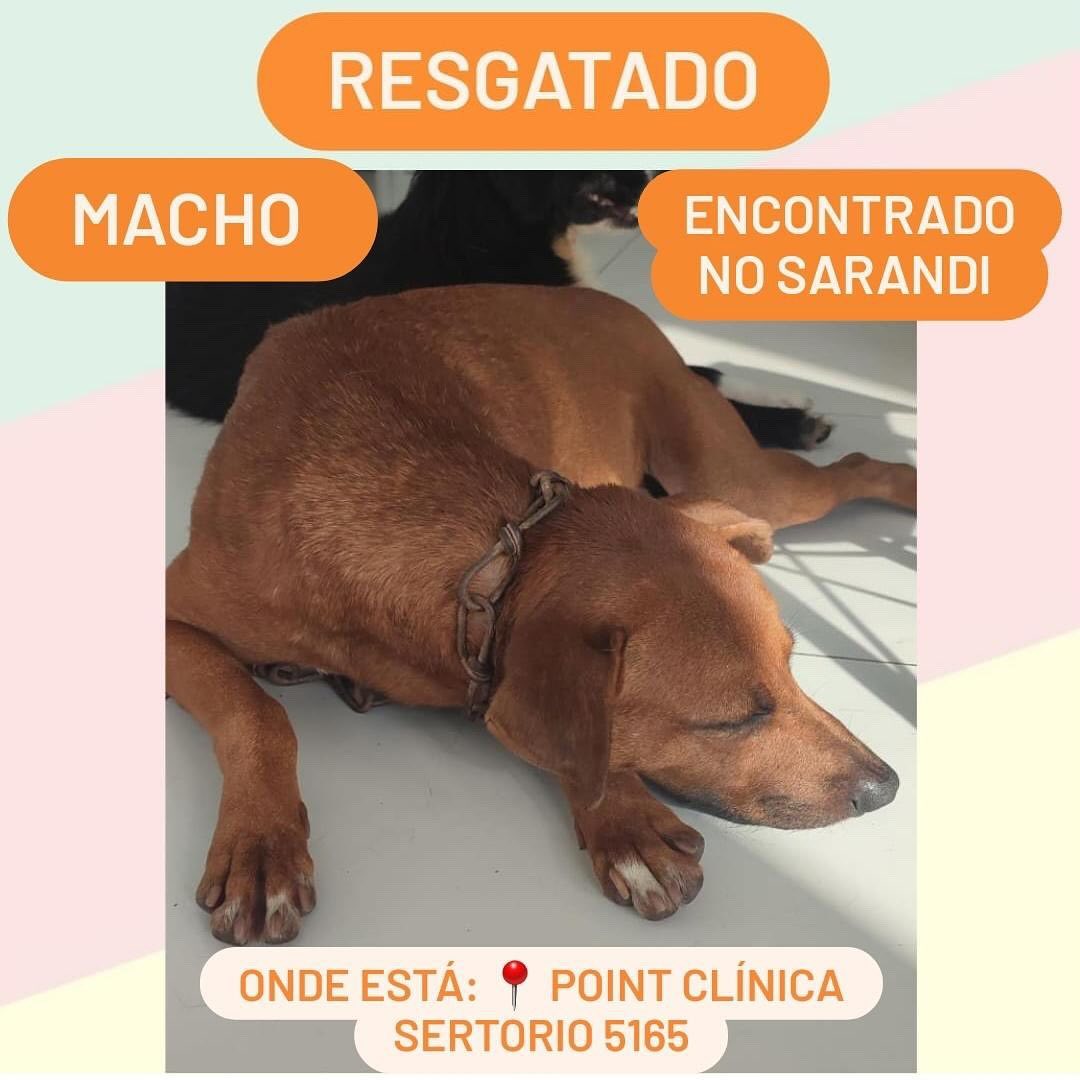 RESGATADO
MACHO
ENCONTRADO
NO SARANDI
ONDE ESTÁ: 📍 POINT CLÍNICA
SERTORIO 5165